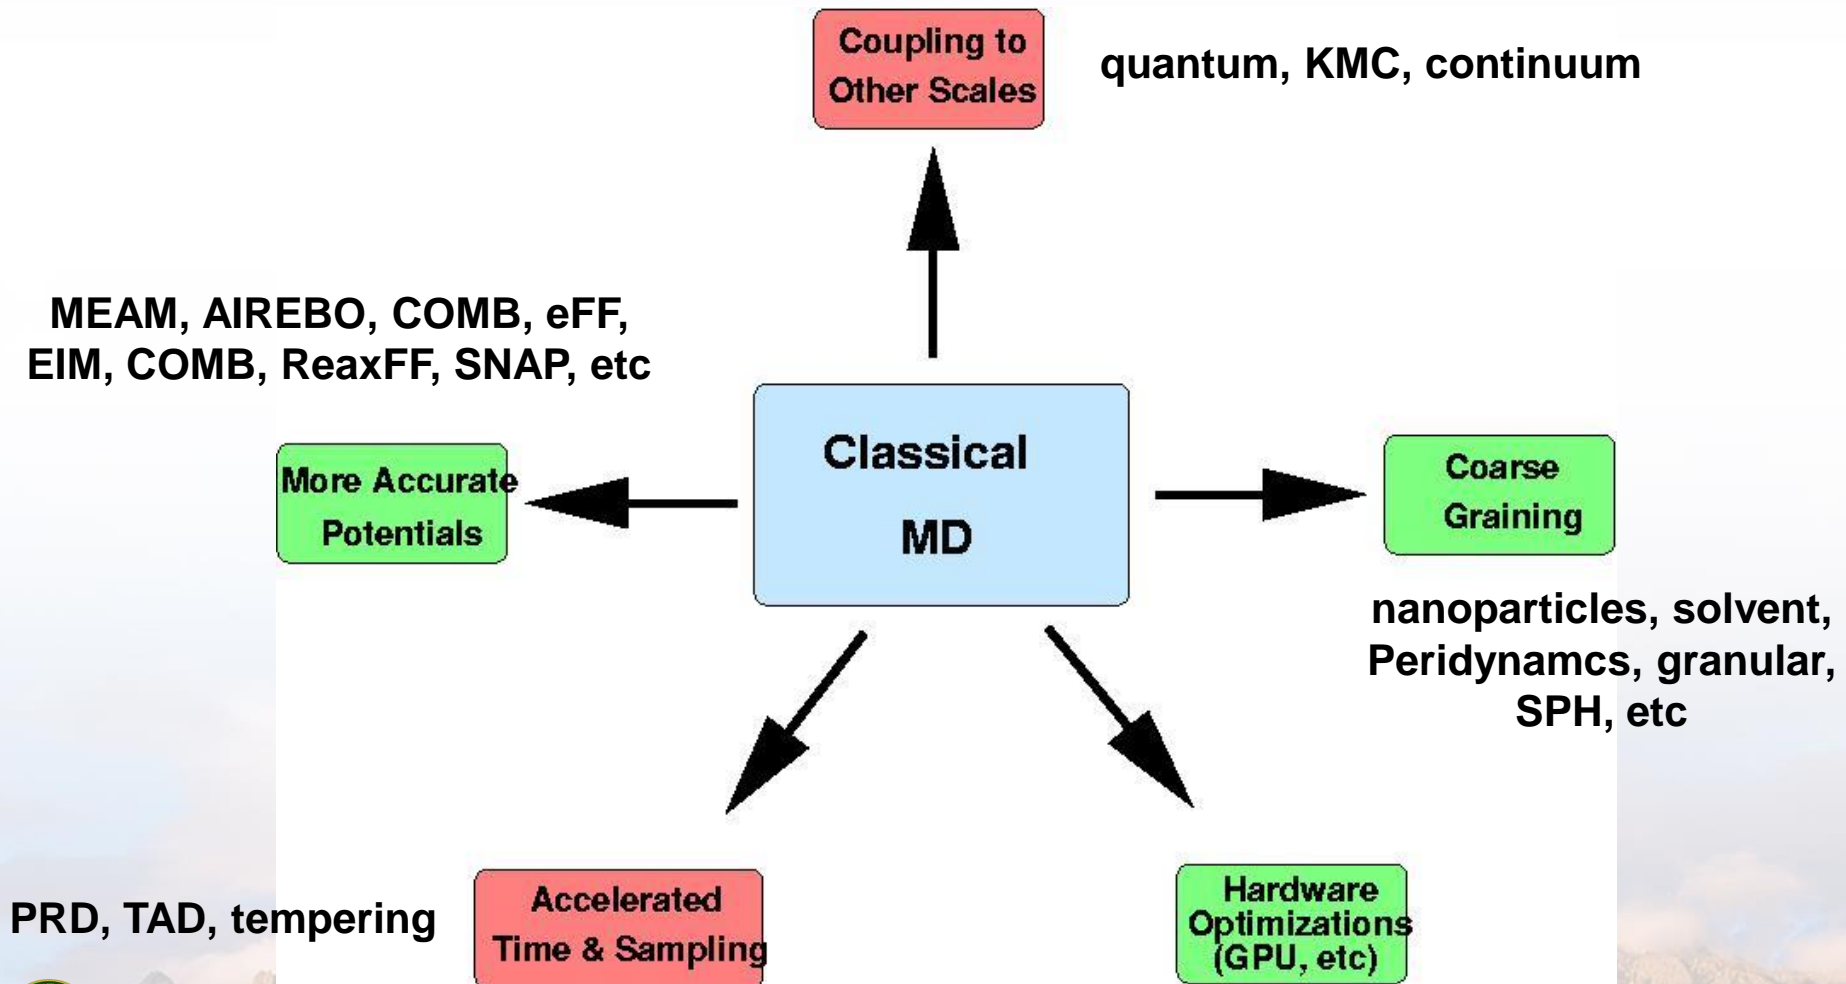 Coupling to
Other Scales
quantum, KMC, continuum
MEAM, AIREBO, COMB, eFF,
EIM, COMB, ReaxFF, SNAP, etc
More Accurate
Potentials
Classical
MD
Coarse
Graining
nanoparticles, solvent,
Peridynamcs, granular,
SPH, etc
PRD, TAD, tempering
Accelerated
Time & Sampling
Hardware
Optimizations
(GPU, etc)